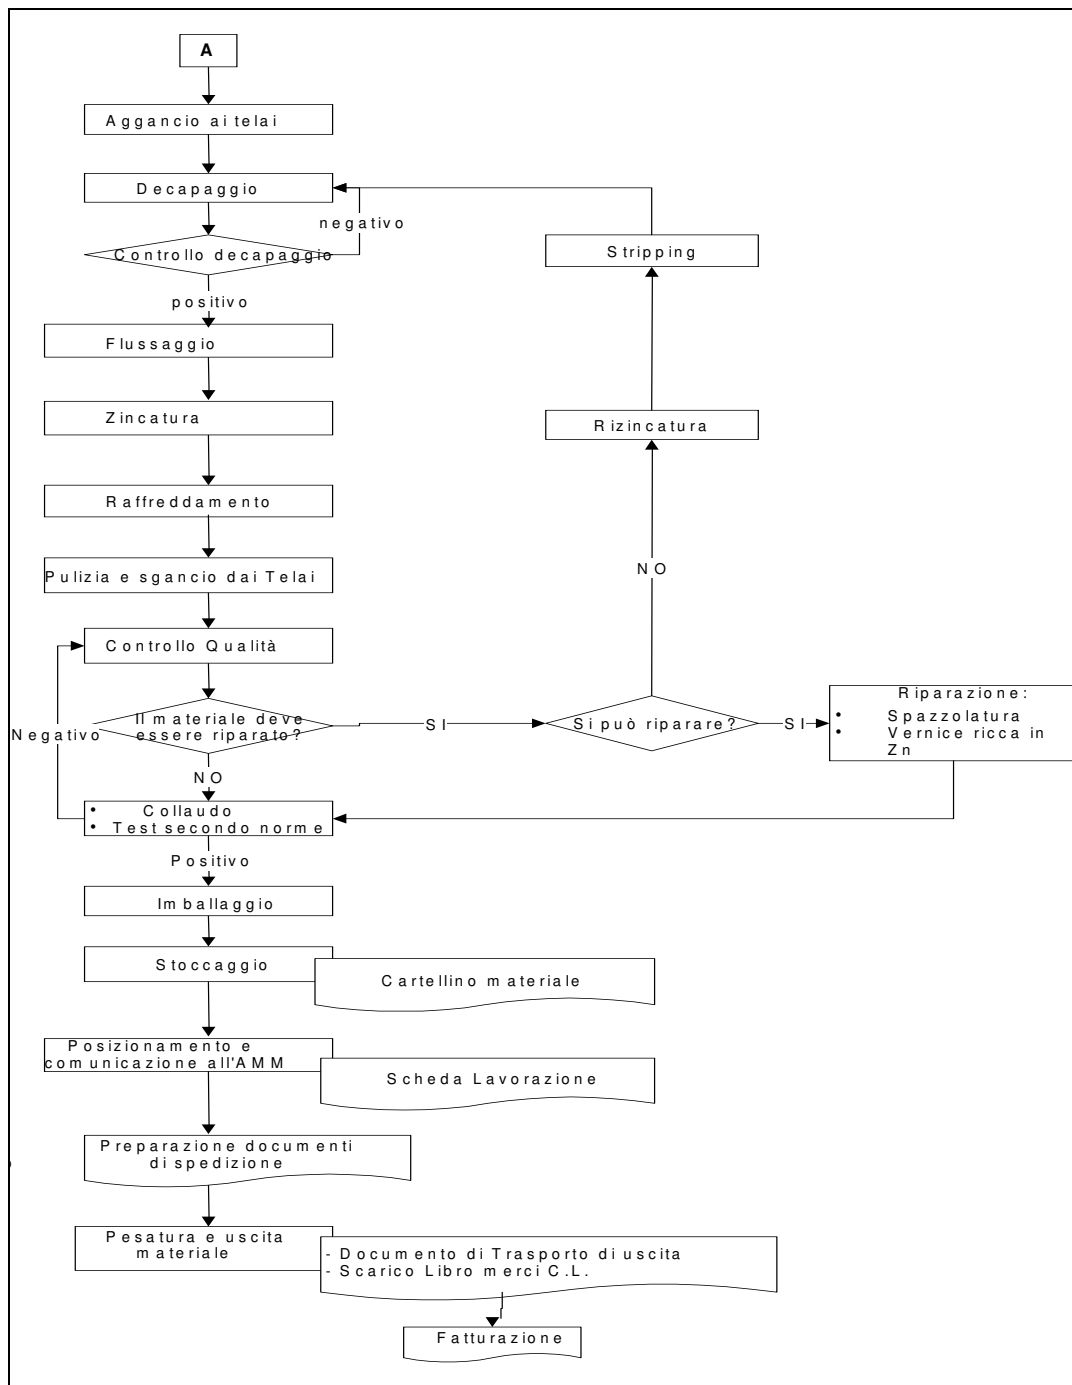 A
Aggancio ai telai
Decapaggio
negativo
Controllo decapaggio
Stripping
positivo
Flussaggio
Zincatura
Rizincatura
Raffreddamento
NO
Pulizia e sgancio dai Telai
Controllo Qualità
Il materiale deve
essere riparato?
Negativo
SI
Si può riparare?
SI
Riparazione:
• Spazzolatura
• Vernice ricca in
Zn
NO
• Collaudo
• Test secondo norme
Positivo
Imballaggio
Stoccaggio
Cartellino materiale
Posizionamento e
comunicazione all'AMM
Scheda Lavorazione
Preparazione documenti
di spedizione
Pesatura e uscita
materiale
- Documento di Trasporto di uscita
- Scarico Libro merci C.L.
Fatturazione